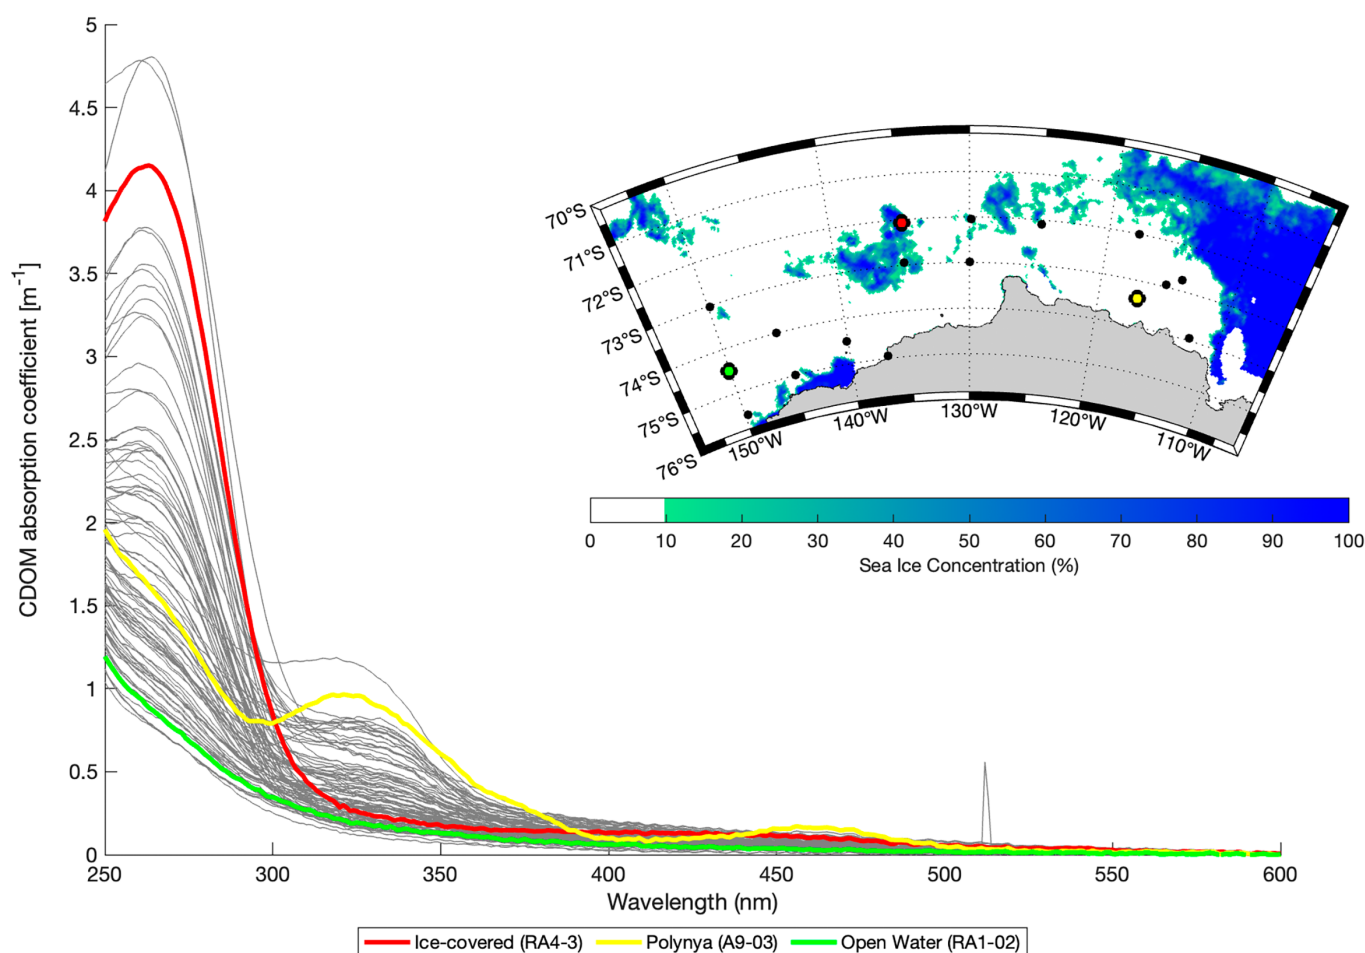 5
4.5
4
3.5
3
2.5
2
1.5
1
0.5
0
CDOM absorption coefficient [m⁻¹]
250
300
350
400
450
500
550
600
Wavelength (nm)
70°S
71°S
72°S
73°S
74°S
75°S
76°S
150°W
140°W
130°W
120°W
110°W
0
10
20
30
40
50
60
70
80
90
100
Sea Ice Concentration (%)
Ice-covered (RA4-3)
Polynya (A9-03)
Open Water (RA1-02)